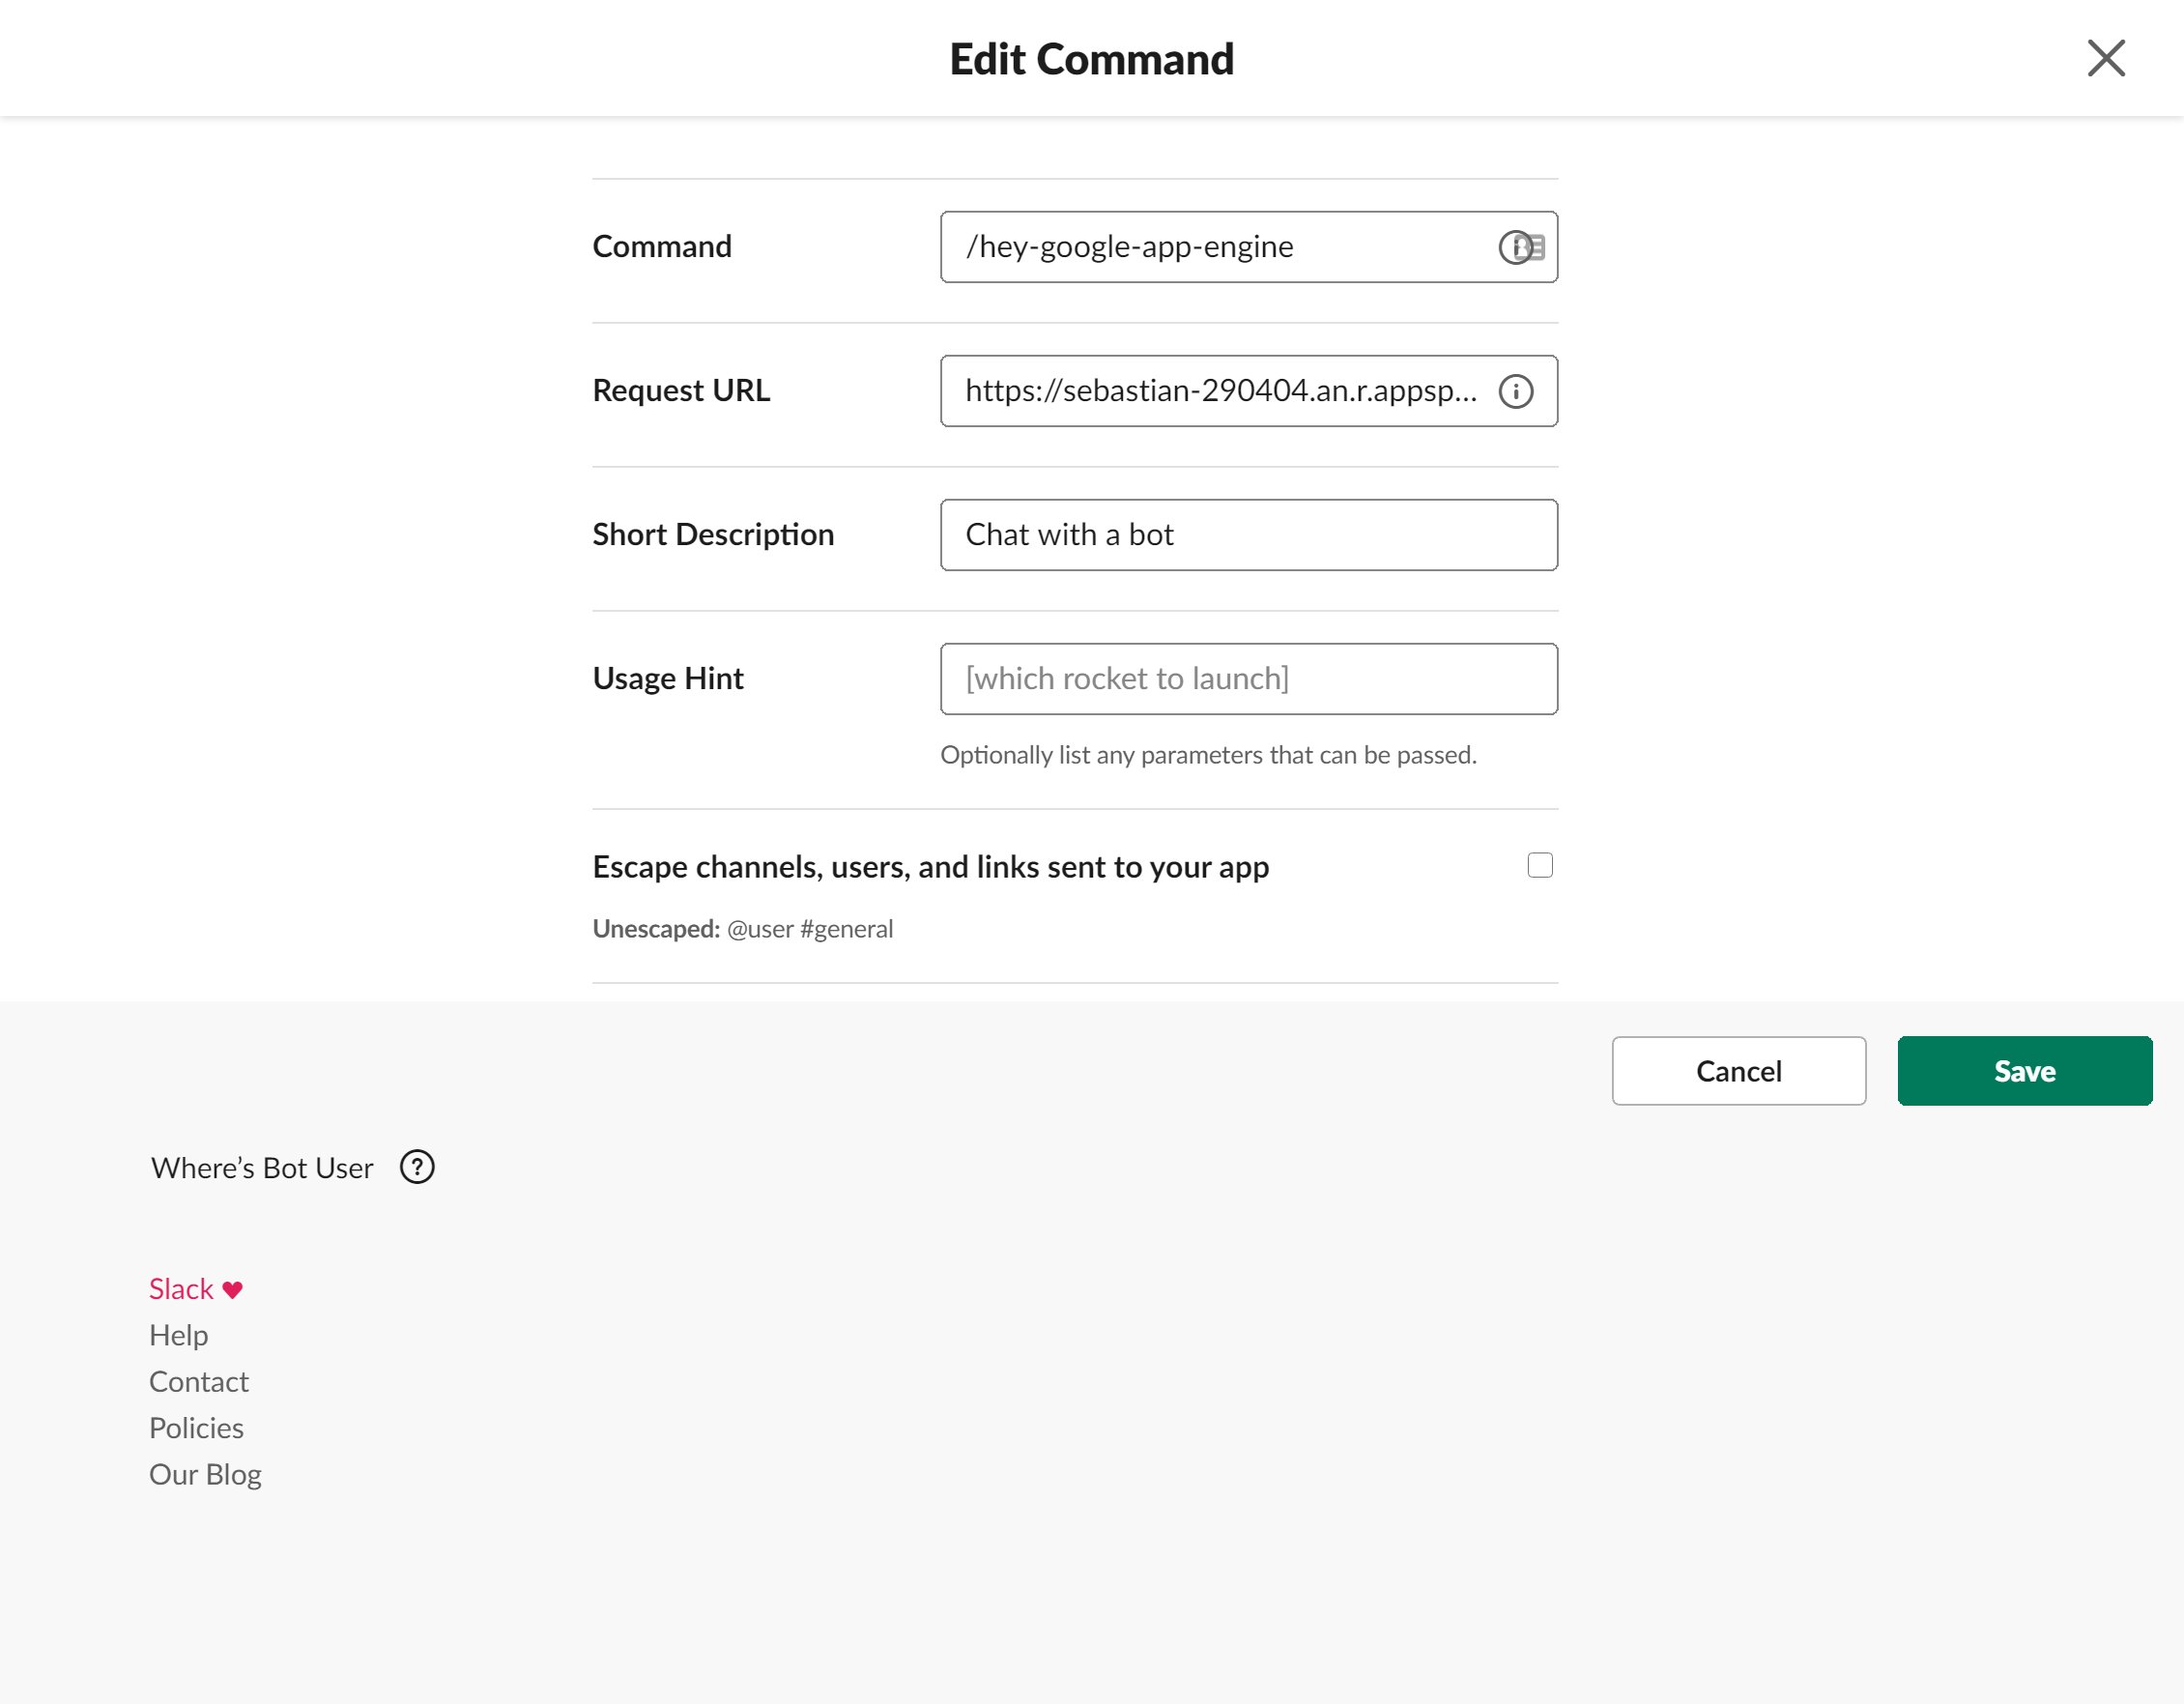 Edit Command
Command
/hey-google-app-engine
Request URL
https://sebastian-290404.an.r.appsp...
Short Description
Chat with a bot
Usage Hint
[which rocket to launch]
Optionally list any parameters that can be passed.
Escape channels, users, and links sent to your app
Unescaped: @user #general
Cancel
Save
Where’s Bot User
Slack ♥
Help
Contact
Policies
Our Blog